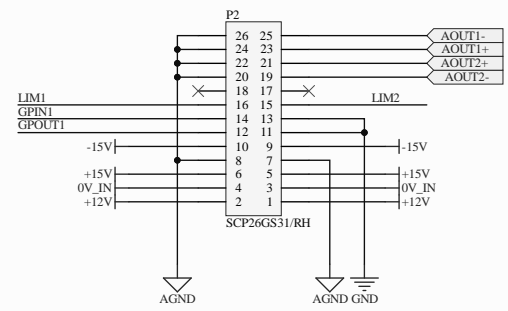 P2
26 25 AOUT1-
24 23 AOUT1+
22 21 AOUT2+
20 19 AOUT2-
18 17
LIM1 16 15 LIM2
GPIN1 14 13
GPOUT1 12 11
-15V 10 9 -15V
8 7
+15V 6 5 +15V
0V_IN 4 3 0V_IN
+12V 2 1 +12V
SCP26GS31/RH
AGND AGND GND